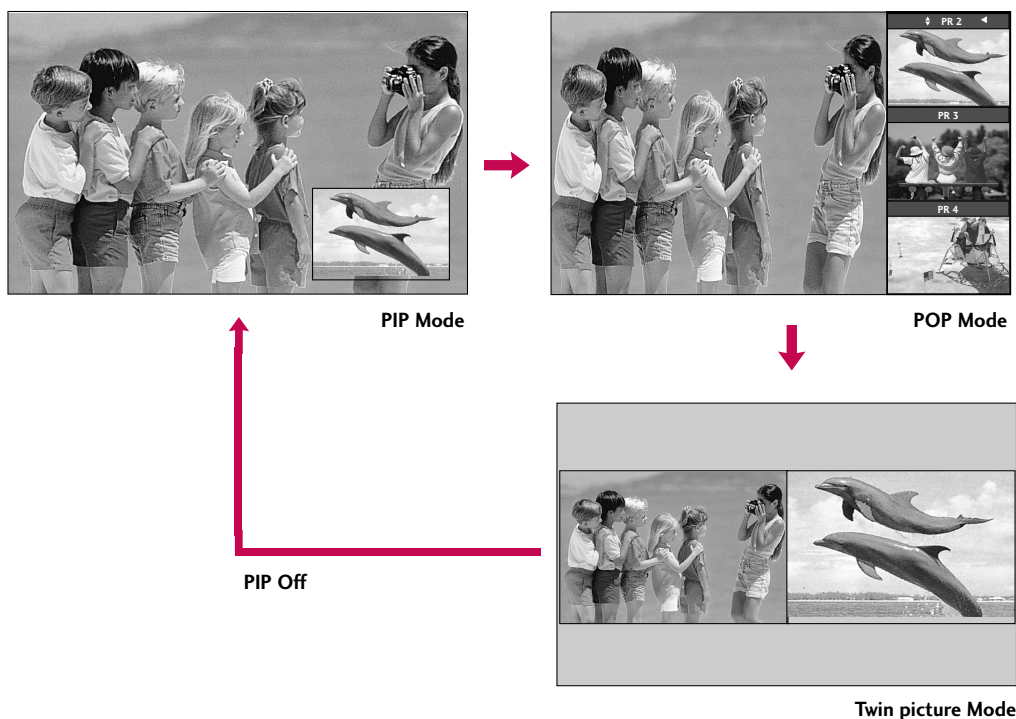 PR 2
PR 3
PR 4
PIP Mode
POP Mode
PIP Off
Twin picture Mode